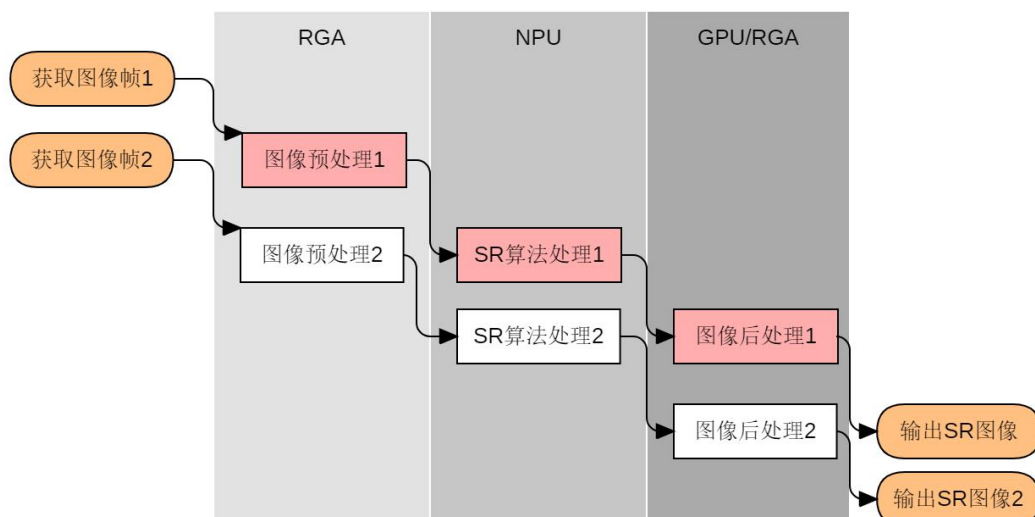 RGA
NPU
GPU/RGA
获取图像帧1
获取图像帧2
图像预处理1
图像预处理2
SR算法处理1
SR算法处理2
图像后处理1
图像后处理2
输出SR图像
输出SR图像2